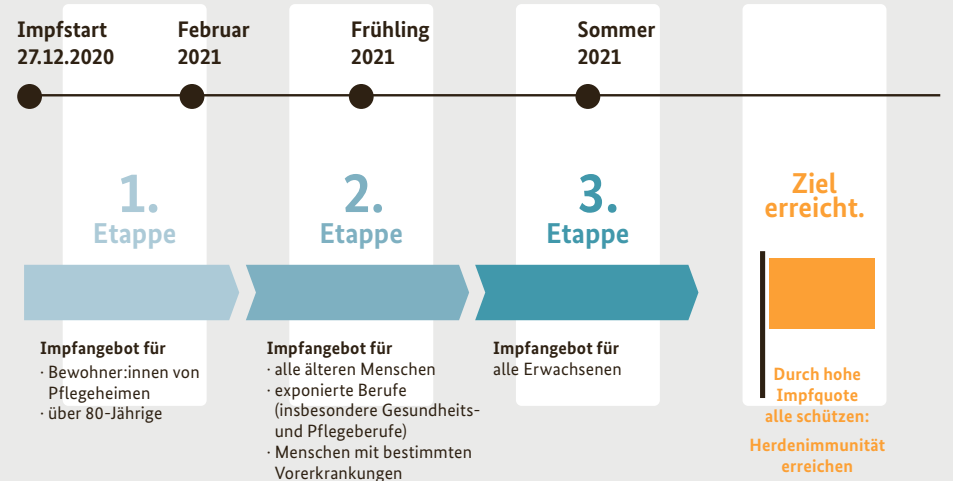 Impfstart
27.12.2020
Februar
2021
Frühling
2021
Sommer
2021
1.
Etappe
2.
Etappe
3.
Etappe
Ziel
erreicht.
Impfangebot für
· Bewohner:innen von
Pflegeheimen
· über 80-Jährige
Impfangebot für
· alle älteren Menschen
· exponierte Berufe
(insbesondere Gesundheits-
und Pflegeberufe)
· Menschen mit bestimmten
Vorerkrankungen
Impfangebot für
alle Erwachsenen
Durch hohe
Impfquote
alle schützen:
Herdenimmunität
erreichen